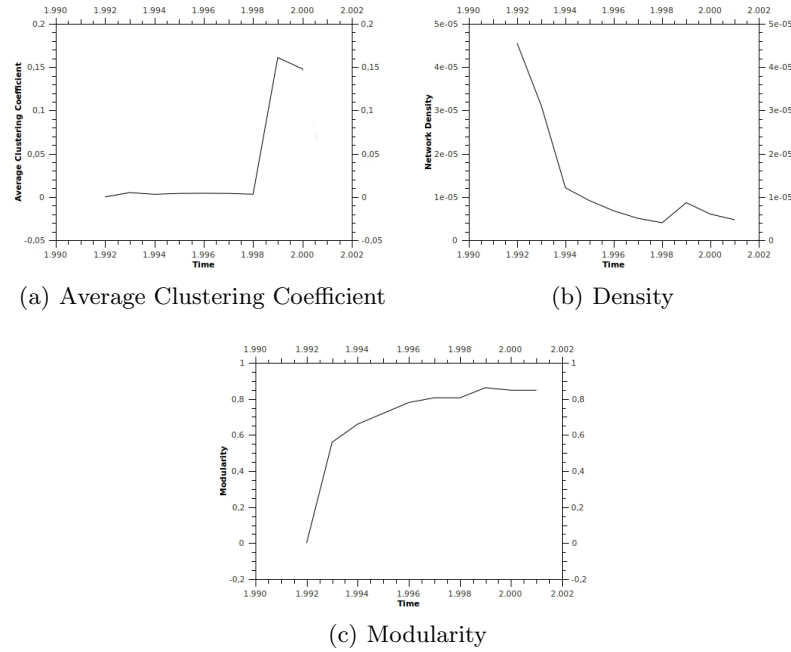 1.990 1.992 1.994 1.996 1.998 2.000 2.002
0,2 0,2
0,15 0,15
0,1 0,1
0,05 0,05
0 0
-0,05 -0,05
1.990 1.992 1.994 1.996 1.998 2.000 2.002
Average Clustering Coefficient
Time
(a) Average Clustering Coefficient
1.990 1.992 1.994 1.996 1.998 2.000 2.002
5e-05 5e-05
4e-05 4e-05
3e-05 3e-05
2e-05 2e-05
1e-05 1e-05
0 0
1.990 1.992 1.994 1.996 1.998 2.000 2.002
Network Density
Time
(b) Density
1.990 1.992 1.994 1.996 1.998 2.000 2.002
1 1
0,8 0,8
0,6 0,6
0,4 0,4
0,2 0,2
0 0
-0,2 -0,2
1.990 1.992 1.994 1.996 1.998 2.000 2.002
Modularity
Time
(c) Modularity